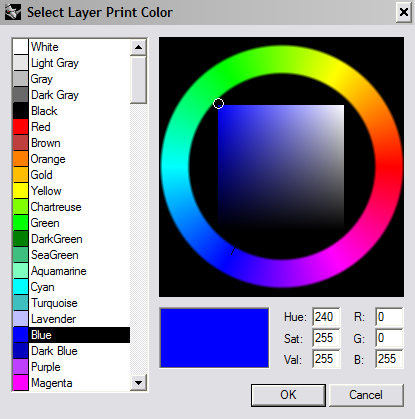 Select Layer Print Color
White
Light Gray
Gray
Dark Gray
Black
Red
Brown
Orange
Gold
Yellow
Chartreuse
Green
DarkGreen
SeaGreen
Aquamarine
Cyan
Turquoise
Lavender
Blue
Dark Blue
Purple
Magenta
Hue: 240 R: 0
Sat: 255 G: 0
Val: 255 B: 255
OK Cancel